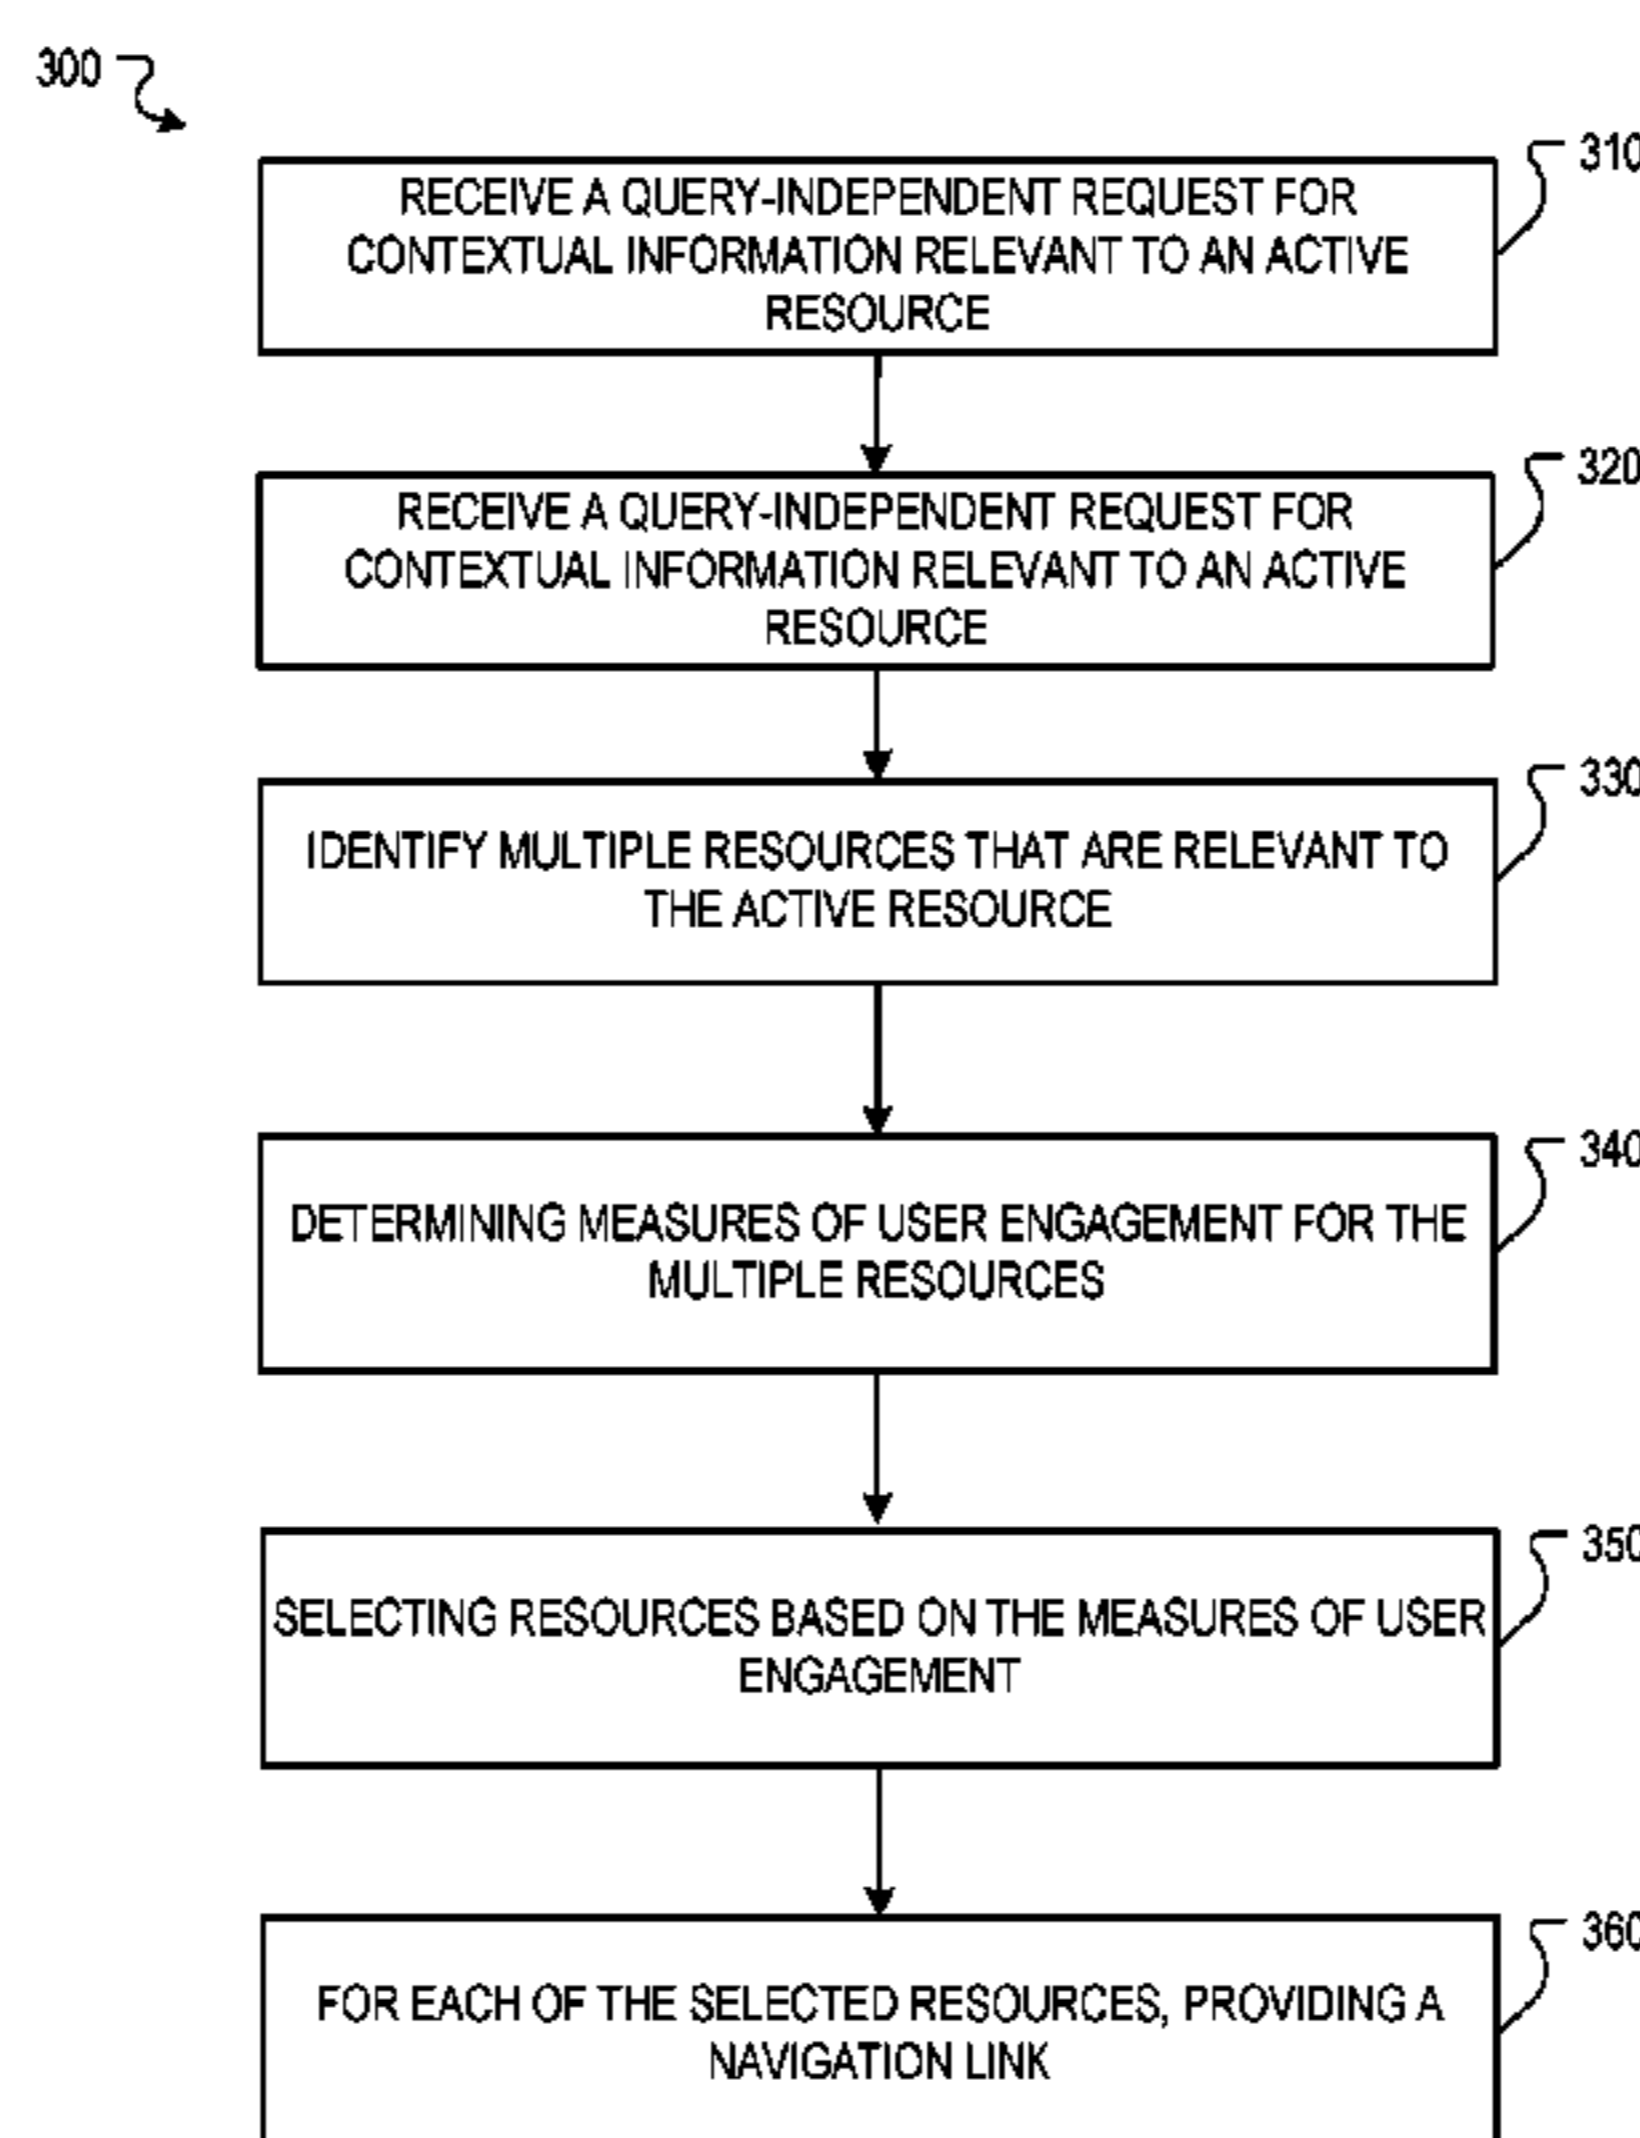 300
310
RECEIVE A QUERY-INDEPENDENT REQUEST FOR
CONTEXTUAL INFORMATION RELEVANT TO AN ACTIVE
RESOURCE
320
RECEIVE A QUERY-INDEPENDENT REQUEST FOR
CONTEXTUAL INFORMATION RELEVANT TO AN ACTIVE
RESOURCE
330
IDENTIFY MULTIPLE RESOURCES THAT ARE RELEVANT TO
THE ACTIVE RESOURCE
340
DETERMINING MEASURES OF USER ENGAGEMENT FOR THE
MULTIPLE RESOURCES
350
SELECTING RESOURCES BASED ON THE MEASURES OF USER
ENGAGEMENT
360
FOR EACH OF THE SELECTED RESOURCES, PROVIDING A
NAVIGATION LINK